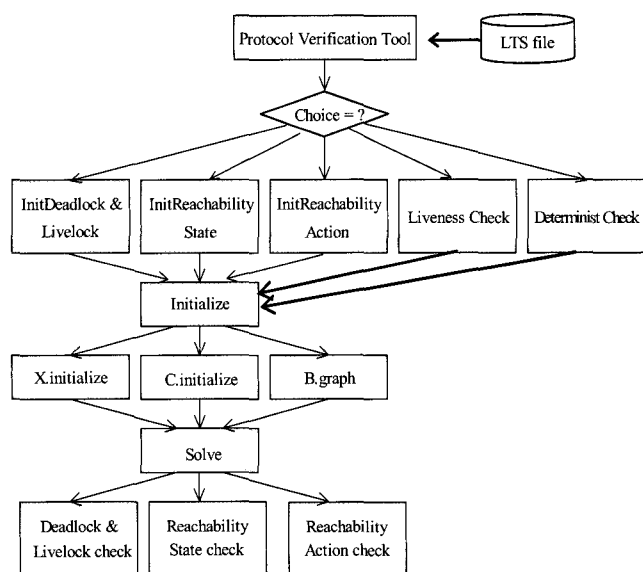 Protocol Verification Tool
LTS file
Choice = ?
InitDeadlock &
Livelock
InitReachability
State
InitReachability
Action
Liveness Check
Determinist Check
Initialize
X.initialize
C.initialize
B.graph
Solve
Deadlock &
Livelock check
Reachability
State check
Reachability
Action check